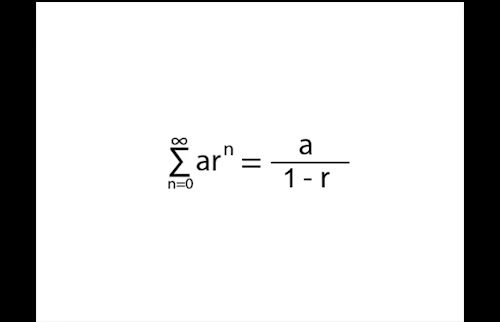 ∞
∑ arⁿ = a / 1 - r
n=0